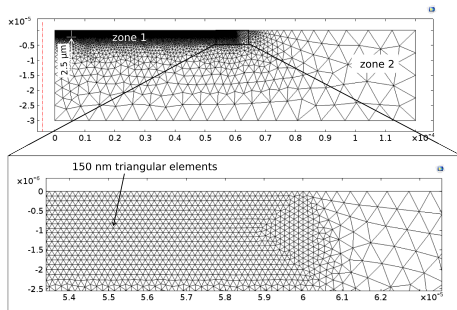 ×10⁻⁵
0
-0.5
-1
-1.5
-2
-2.5
-3
zone 1
2.5 µm
zone 2
0 0.1 0.2 0.3 0.4 0.5 0.6 0.7 0.8 0.9 1 1.1 ×10⁻⁴
150 nm triangular elements
×10⁻⁶
0
-0.5
-1
-1.5
-2
-2.5
5.4 5.5 5.6 5.7 5.8 5.9 6 6.1 6.2 ×10⁻⁵